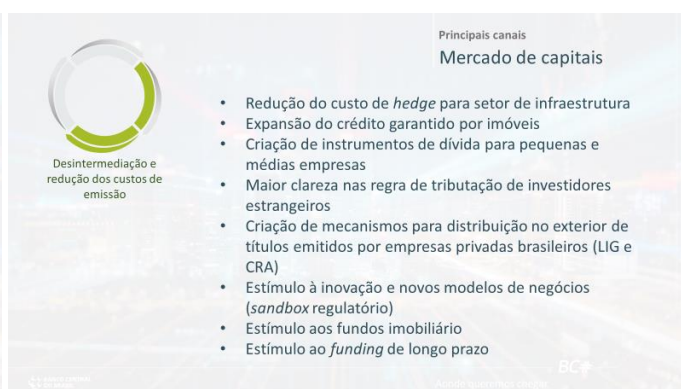 Principais canais
Mercado de capitais
Desintermediação e
redução dos custos de
emissão
• Redução do custo de hedge para setor de infraestrutura
• Expansão do crédito garantido por imóveis
• Criação de instrumentos de dívida para pequenas e
médias empresas
• Maior clareza nas regra de tributação de investidores
estrangeiros
• Criação de mecanismos para distribuição no exterior de
títulos emitidos por empresas privadas brasileiros (LIG e
CRA)
• Estímulo à inovação e novos modelos de negócios
(sandbox regulatório)
• Estímulo aos fundos imobiliário
• Estímulo ao funding de longo prazo
BC#